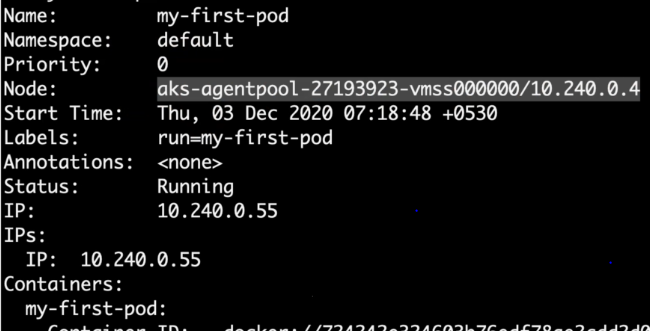 Name: my-first-pod
Namespace: default
Priority: 0
Node: aks-agentpool-27193923-vmss000000/10.240.0.4
Start Time: Thu, 03 Dec 2020 07:18:48 +0530
Labels: run=my-first-pod
Annotations: <none>
Status: Running
IP: 10.240.0.55
IPs:
IP: 10.240.0.55
Containers:
my-first-pod:
Container ID: